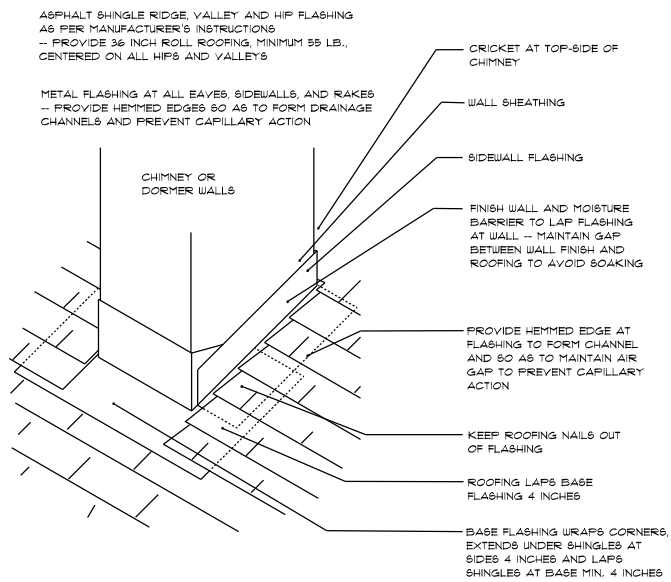 ASPHALT SHINGLE RIDGE, VALLEY AND HIP FLASHING
AS PER MANUFACTURER'S INSTRUCTIONS
-- PROVIDE 36 INCH ROLL ROOFING, MINIMUM 55 LB.,
CENTERED ON ALL HIPS AND VALLEYS
METAL FLASHING AT ALL EAVES, SIDEWALLS, AND RAKES
-- PROVIDE HEMMED EDGES SO AS TO FORM DRAINAGE
CHANNELS AND PREVENT CAPILLARY ACTION
CHIMNEY OR
DORMER WALLS
CRICKET AT TOP-SIDE OF
CHIMNEY
WALL SHEATHING
SIDEWALL FLASHING
FINISH WALL AND MOISTURE
BARRIER TO LAP FLASHING
AT WALL -- MAINTAIN GAP
BETWEEN WALL FINISH AND
ROOFING TO AVOID SOAKING
PROVIDE HEMMED EDGE AT
FLASHING TO FORM CHANNEL
AND SO AS TO MAINTAIN AIR
GAP TO PREVENT CAPILLARY
ACTION
KEEP ROOFING NAILS OUT
OF FLASHING
ROOFING LAPS BASE
FLASHING 4 INCHES
BASE FLASHING WRAPS CORNERS,
EXTENDS UNDER SHINGLES AT
SIDES 4 INCHES AND LAPS
SHINGLES AT BASE MIN. 4 INCHES